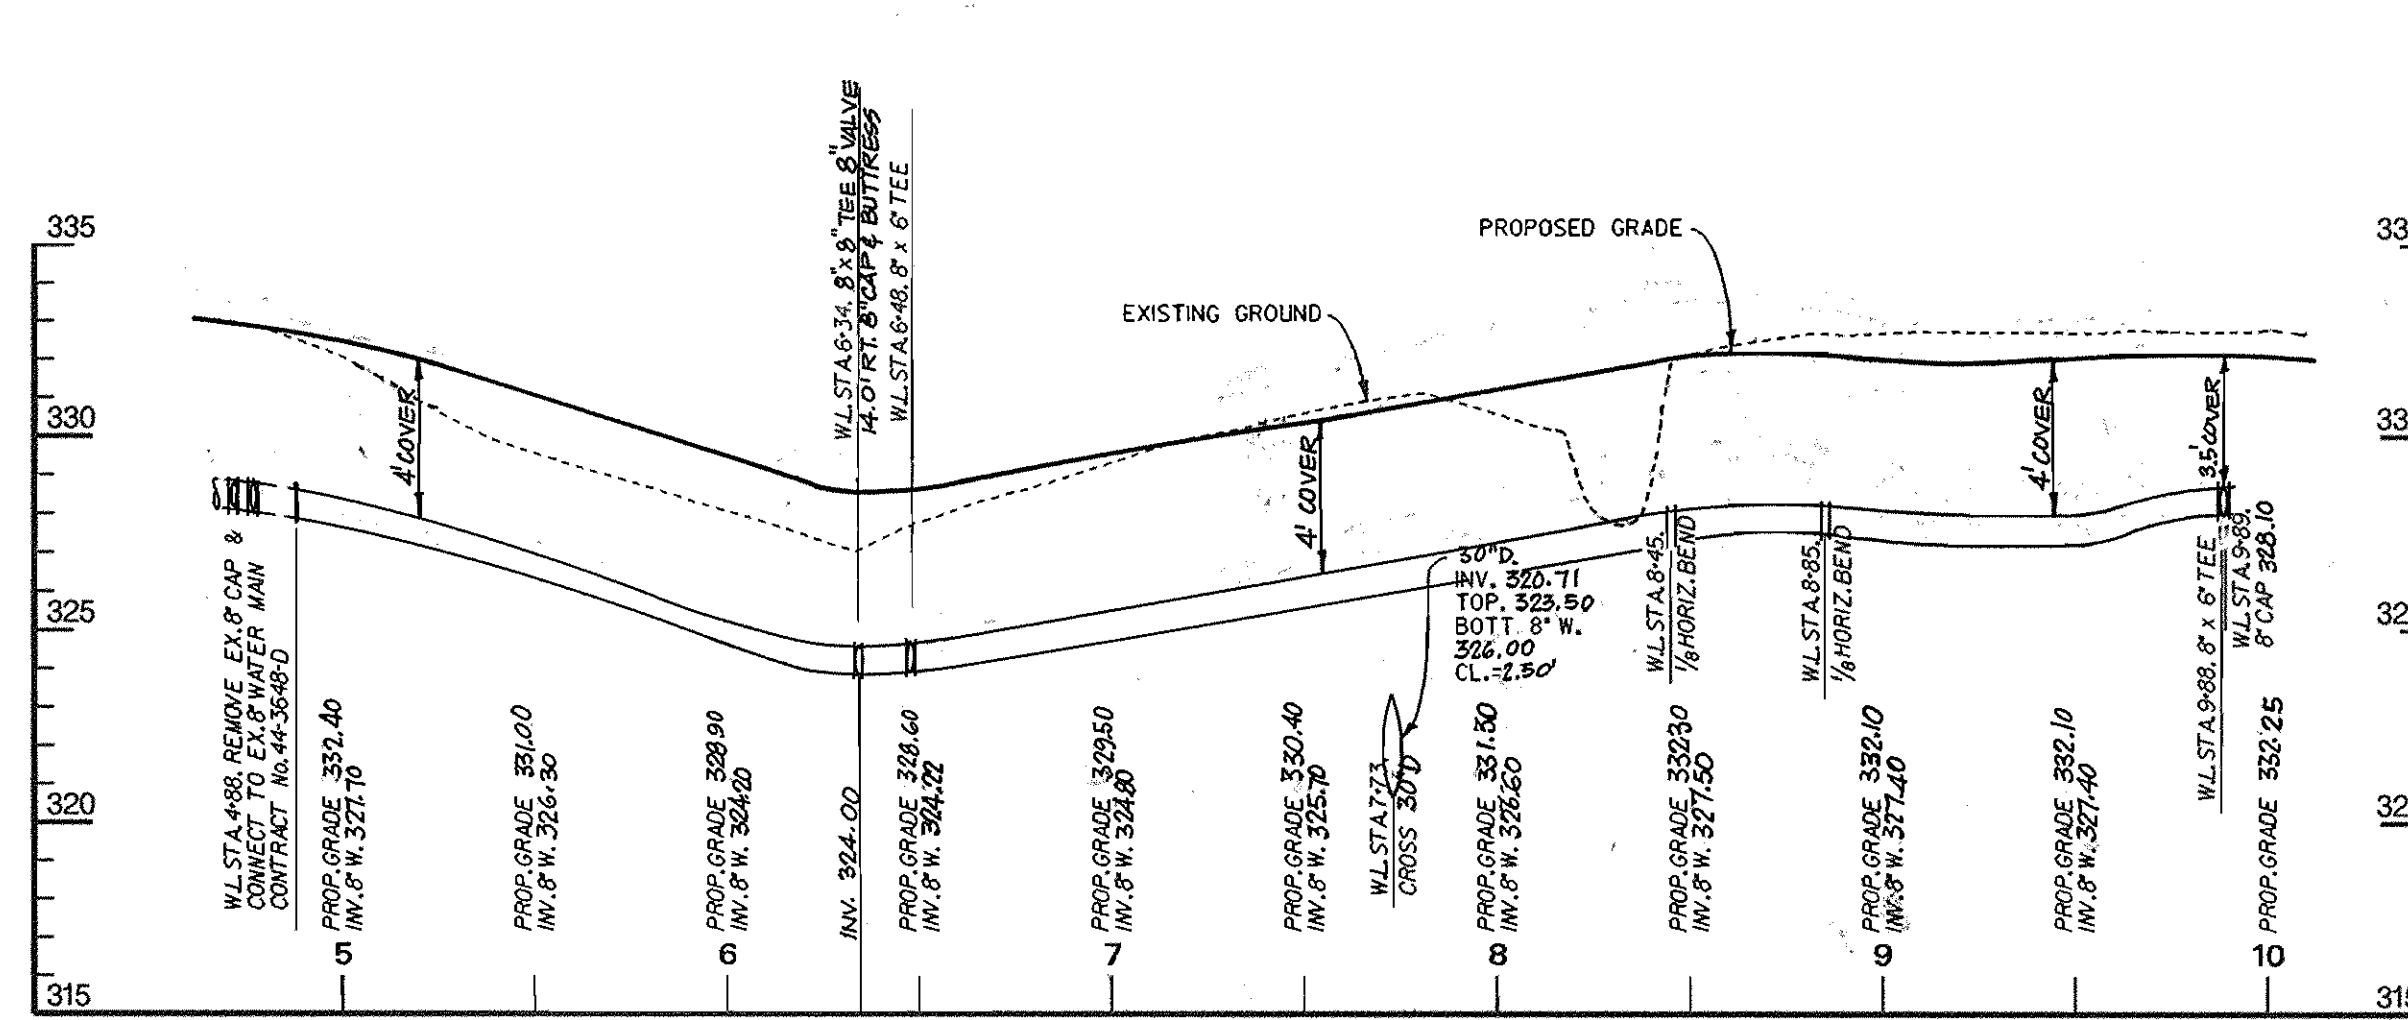 W.L.STA.6+34. 8"x8" TEE 8" VALVE
14.0' RT. 8" CAP & BUTTRESS
W.L.STA.6+48. 8" x 6" TEE
335
PROPOSED GRADE
EXISTING GROUND
330
4' COVER
4' COVER
4' COVER
3.5' COVER
325
W.L.STA.4+88. REMOVE EX.8" CAP &
CONNECT TO EX.8" WATER MAIN
CONTRACT No.44-3648-D
30"D.
INV. 320.71
TOP. 323.50
BOTT. 8" W.
326.00
CL.=2.50'
W.L.STA.8+45.
1/8 HORIZ.BEND
W.L.STA.8+85.
1/8 HORIZ.BEND
W.L.STA.9+88. 8" x 6" TEE
W.L.STA.9+89.
8" CAP 328.10
320
PROP.GRADE 332.40
INV.8" W. 327.70
PROP.GRADE 331.00
INV.8" W. 326.30
PROP.GRADE 328.90
INV.8" W. 324.20
INV. 324.00
PROP.GRADE 328.60
INV.8" W. 324.22
PROP.GRADE 329.50
INV.8" W. 324.80
PROP.GRADE 330.40
INV.8" W. 325.70
W.L.STA.7+73
CROSS 30"D
PROP.GRADE 331.30
INV.8" W. 326.60
PROP.GRADE 332.30
INV.8" W. 327.50
PROP.GRADE 332.10
INV.8" W. 327.40
PROP.GRADE 332.10
INV.8" W. 327.40
PROP.GRADE 332.25
5 6 7 8 9 10
315